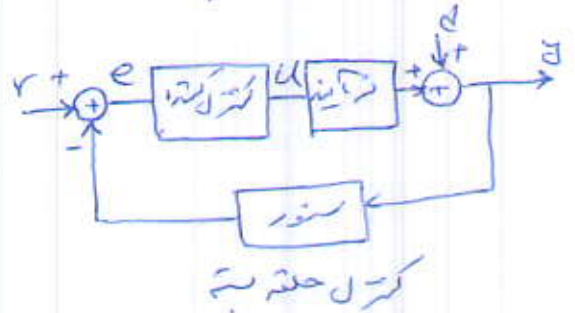 d
r + e کنترل کننده u فرآیند + + y
-
سنسور
کنترل حلقه بسته